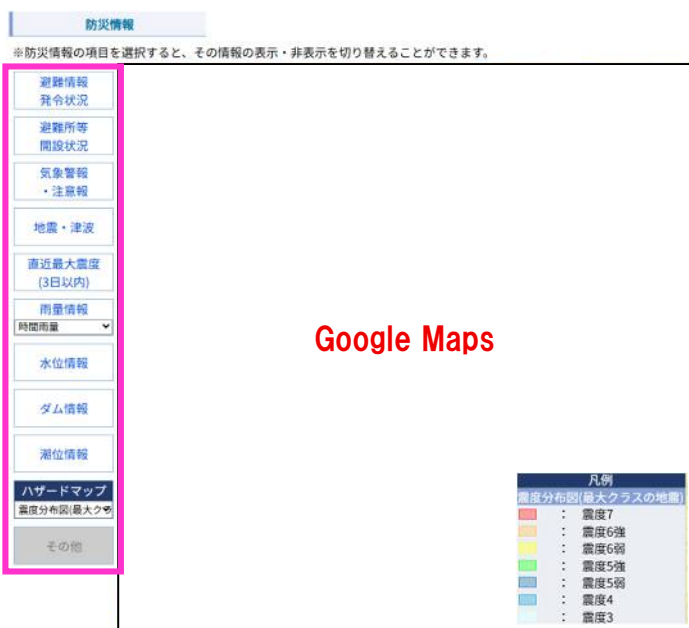 防災情報
※防災情報の項目を選択すると、その情報の表示・非表示を切り替えることができます。
避難情報
発令状況
避難所等
開設状況
気象警報
・注意報
地震・津波
直近最大震度
(3日以内)
雨量情報
時間雨量
水位情報
ダム情報
潮位情報
ハザードマップ
震度分布図(最大ク
その他
Google Maps
凡例
震度分布図(最大クラスの地震)
： 震度7
： 震度6強
： 震度6弱
： 震度5強
： 震度5弱
： 震度4
： 震度3